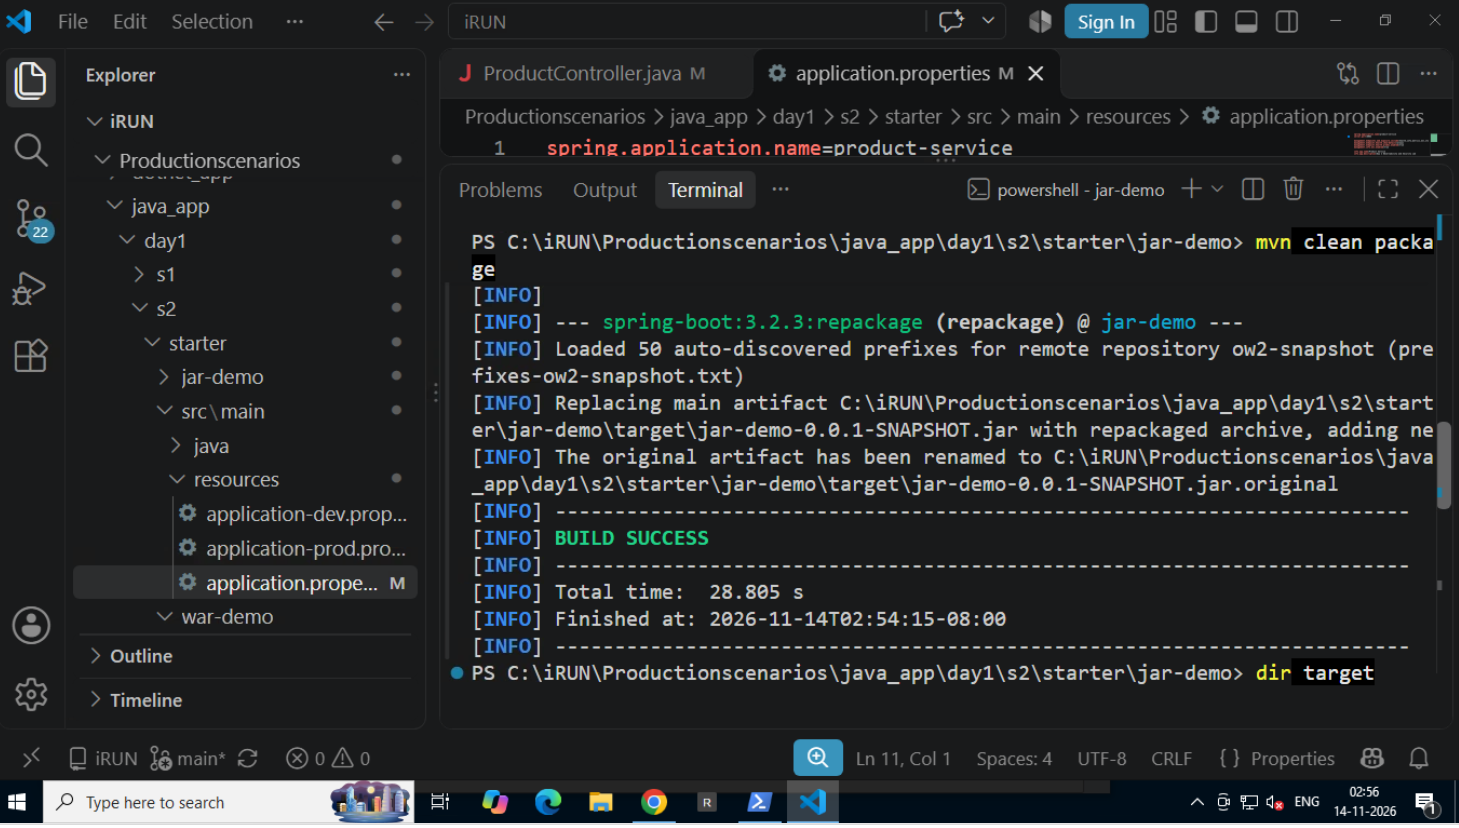 File Edit Selection ···
iRUN
Sign In
Explorer ···
iRUN
Productionscenarios
java_app
day1
s1
s2
starter
jar-demo
src\main
java
resources
application-dev.prop...
application-prod.pro...
application.prope... M
war-demo
Outline
Timeline
22
ProductController.java M
application.properties M
Productionscenarios > java_app > day1 > s2 > starter > src > main > resources > application.properties
1 spring.application.name=product-service
Problems Output Terminal ···
powershell - jar-demo
PS C:\iRUN\Productionscenarios\java_app\day1\s2\starter\jar-demo> mvn clean packa
ge
[INFO]
[INFO] --- spring-boot:3.2.3:repackage (repackage) @ jar-demo ---
[INFO] Loaded 50 auto-discovered prefixes for remote repository ow2-snapshot (pre
fixes-ow2-snapshot.txt)
[INFO] Replacing main artifact C:\iRUN\Productionscenarios\java_app\day1\s2\start
er\jar-demo\target\jar-demo-0.0.1-SNAPSHOT.jar with repackaged archive, adding ne
[INFO] The original artifact has been renamed to C:\iRUN\Productionscenarios\java
_app\day1\s2\starter\jar-demo\target\jar-demo-0.0.1-SNAPSHOT.jar.original
[INFO] ------------------------------------------------------------------------
[INFO] BUILD SUCCESS
[INFO] ------------------------------------------------------------------------
[INFO] Total time:  28.805 s
[INFO] Finished at: 2026-11-14T02:54:15-08:00
[INFO] ------------------------------------------------------------------------
PS C:\iRUN\Productionscenarios\java_app\day1\s2\starter\jar-demo> dir target
iRUN main* 0 0
Ln 11, Col 1 Spaces: 4 UTF-8 CRLF {} Properties
Type here to search
R
ENG
02:56
14-11-2026
1